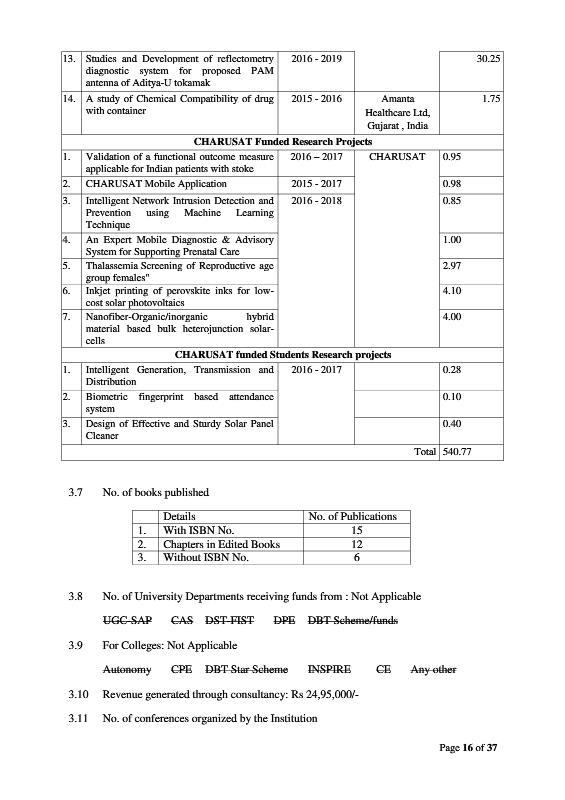 13. Studies and Development of reflectometry 2016 - 2019 30.25
diagnostic system for proposed PAM
antenna of Aditya-U tokamak
14. A study of Chemical Compatibility of drug 2015 - 2016 Amanta 1.75
with container Healthcare Ltd,
Gujarat , India
CHARUSAT Funded Research Projects
1. Validation of a functional outcome measure 2016 – 2017 CHARUSAT 0.95
applicable for Indian patients with stoke
2. CHARUSAT Mobile Application 2015 - 2017 0.98
3. Intelligent Network Intrusion Detection and 2016 - 2018 0.85
Prevention using Machine Learning
Technique
4. An Expert Mobile Diagnostic & Advisory 1.00
System for Supporting Prenatal Care
5. Thalassemia Screening of Reproductive age 2.97
group females"
6. Inkjet printing of perovskite inks for low- 4.10
cost solar photovoltaics
7. Nanofiber-Organic/inorganic hybrid 4.00
material based bulk heterojunction solar-
cells
CHARUSAT funded Students Research projects
1. Intelligent Generation, Transmission and 2016 - 2017 0.28
Distribution
2. Biometric fingerprint based attendance 0.10
system
3. Design of Effective and Sturdy Solar Panel 0.40
Cleaner
Total 540.77
3.7 No. of books published
Details No. of Publications
1. With ISBN No. 15
2. Chapters in Edited Books 12
3. Without ISBN No. 6
3.8 No. of University Departments receiving funds from : Not Applicable
UGC-SAP CAS DST-FIST DPE DBT Scheme/funds
3.9 For Colleges: Not Applicable
Autonomy CPE DBT Star Scheme INSPIRE CE Any other
3.10 Revenue generated through consultancy: Rs 24,95,000/-
3.11 No. of conferences organized by the Institution
Page 16 of 37